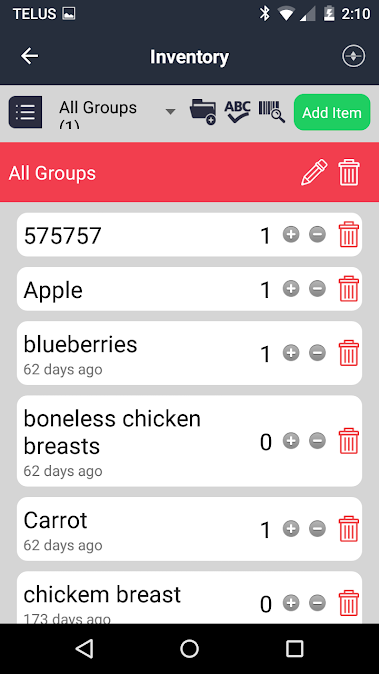 TELUS 2:10
Inventory
All Groups
(1)
ABC
Add Item
All Groups
575757 1
Apple 1
blueberries
62 days ago
1
boneless chicken
breasts
62 days ago
0
Carrot
62 days ago
1
chickem breast
173 days ago
0